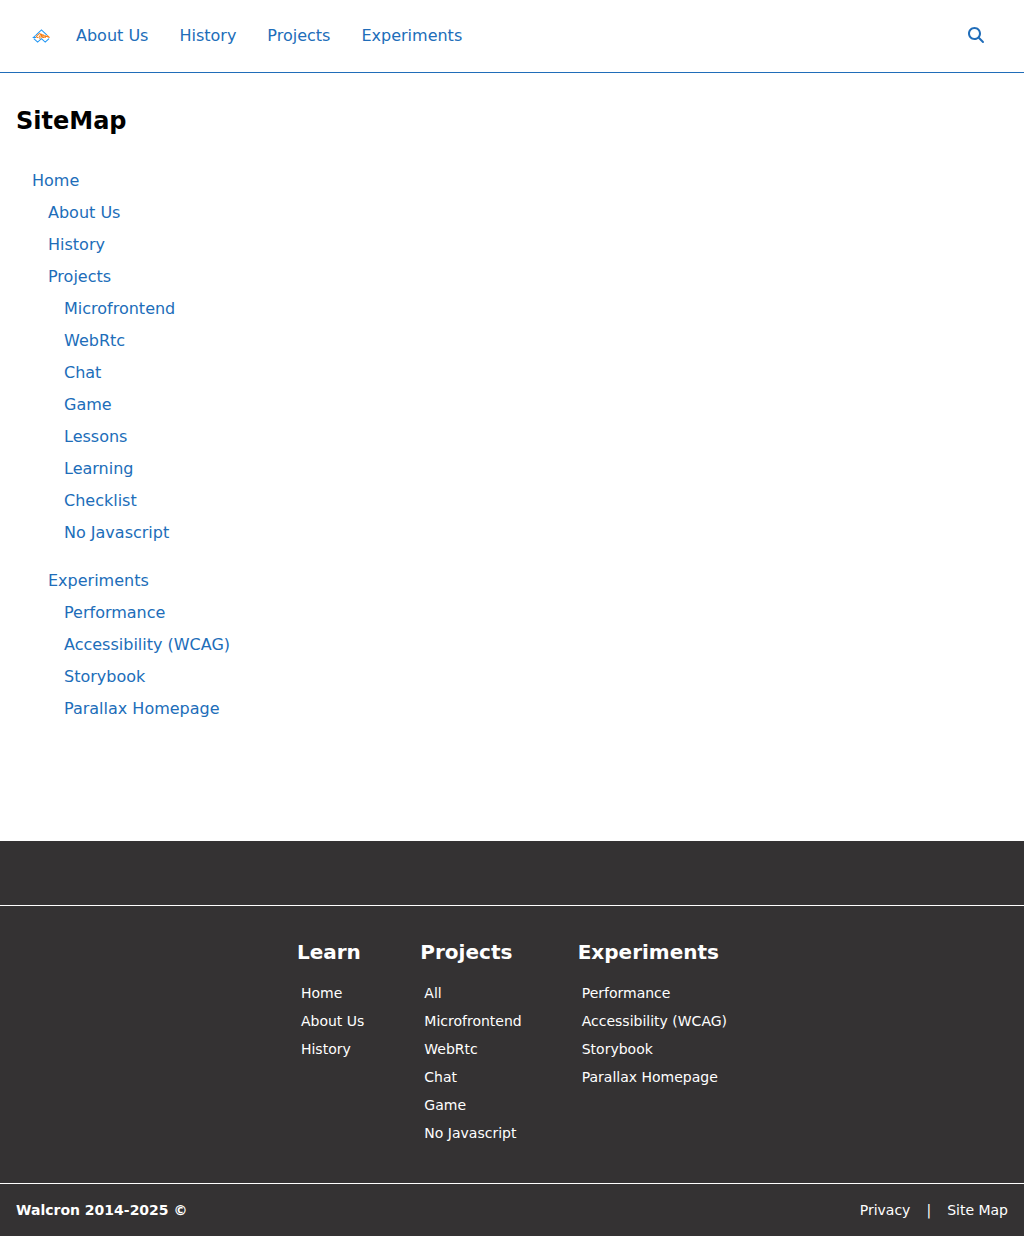 About Us History Projects Experiments
SiteMap
Home
About Us
History
Projects
Microfrontend
WebRtc
Chat
Game
Lessons
Learning
Checklist
No Javascript
Experiments
Performance
Accessibility (WCAG)
Storybook
Parallax Homepage
Learn
Home
About Us
History
Projects
All
Microfrontend
WebRtc
Chat
Game
No Javascript
Experiments
Performance
Accessibility (WCAG)
Storybook
Parallax Homepage
Walcron 2014-2025 ©
Privacy | Site Map